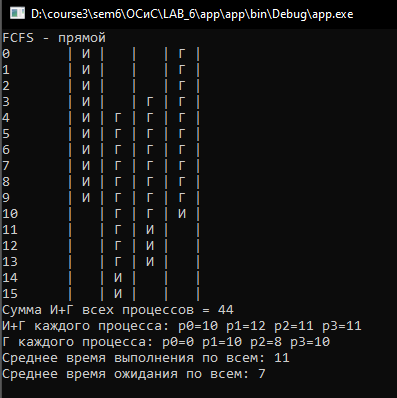 D:\course3\sem6\ОСиС\LAB_6\app\app\bin\Debug\app.exe
FCFS - прямой
0       | И |   |   | Г |
1       | И |   |   | Г |
2       | И |   |   | Г |
3       | И |   | Г | Г |
4       | И | Г | Г | Г |
5       | И | Г | Г | Г |
6       | И | Г | Г | Г |
7       | И | Г | Г | Г |
8       | И | Г | Г | Г |
9       | И | Г | Г | Г |
10      |   | Г | Г | И |
11      |   | Г | И |   |
12      |   | Г | И |   |
13      |   | Г | И |   |
14      |   | И |   |   |
15      |   | И |   |   |
Сумма И+Г всех процессов = 44
И+Г каждого процесса: p0=10 p1=12 p2=11 p3=11
Г каждого процесса: p0=0 p1=10 p2=8 p3=10
Среднее время выполнения по всем: 11
Среднее время ожидания по всем: 7